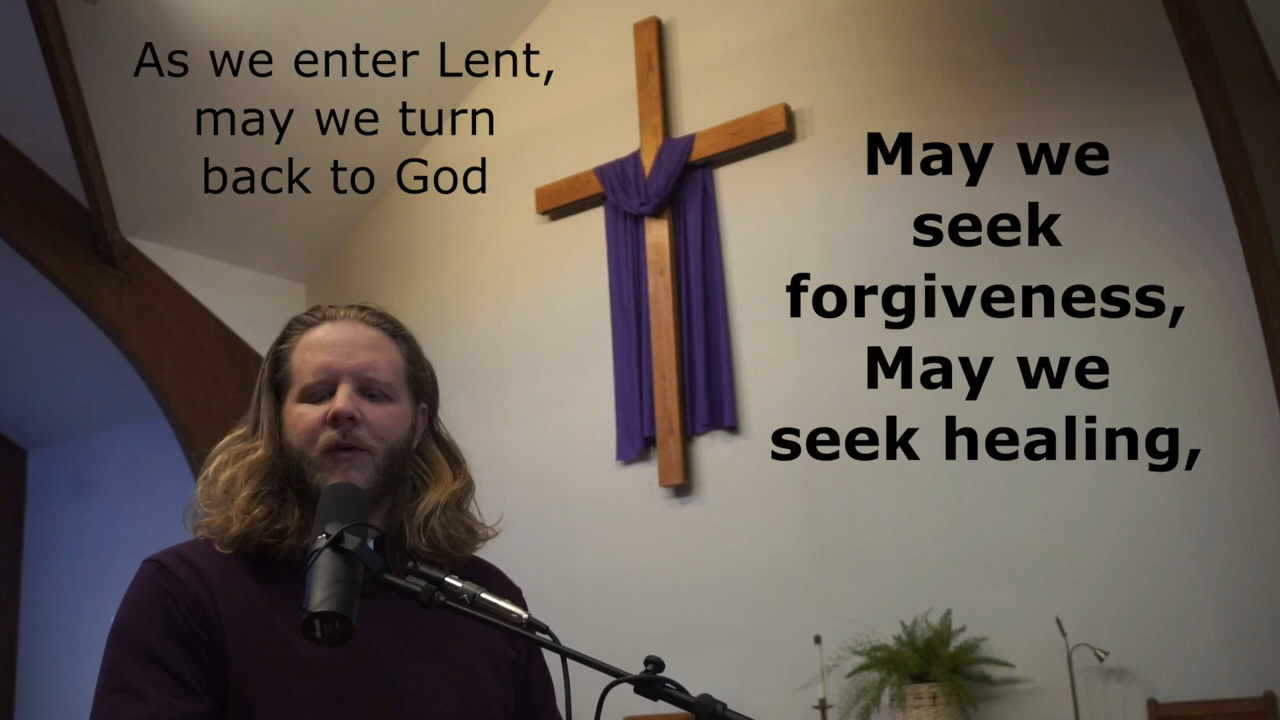 As we enter Lent,
may we turn
back to God
May we
seek
forgiveness,
May we
seek healing,